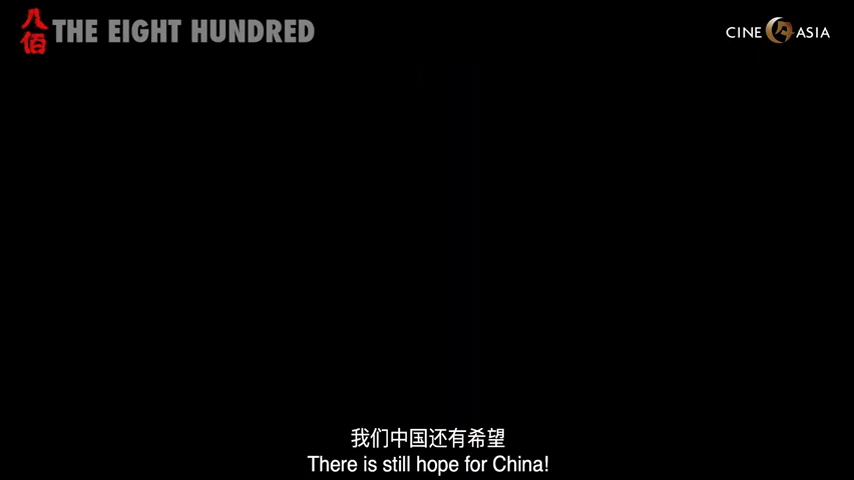 八佰 THE EIGHT HUNDRED
CINE ASIA
我们中国还有希望
There is still hope for China!